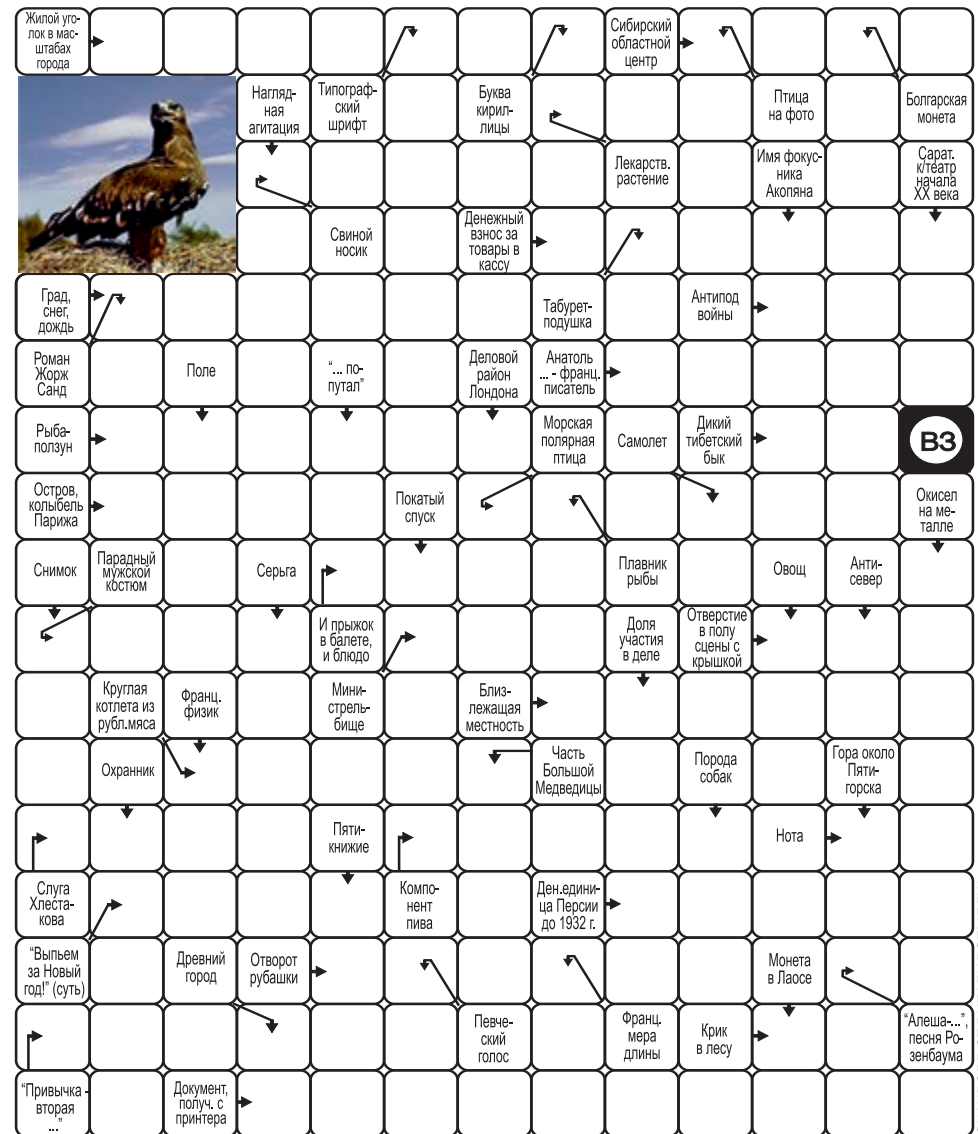 Жилой уго-
лок в мас-
штабах
города
Сибирский
областной
центр
Нагляд-
ная
агитация
Типограф-
ский
шрифт
Буква
кирил-
лицы
Птица
на фото
Болгарская
монета
Лекарств.
растение
Имя фокус-
ника
Акопяна
Сарат.
к/театр
начала
XX века
Свиной
носик
Денежный
взнос за
товары в
кассу
Град,
снег,
дождь
Табурет-
подушка
Антипод
войны
Роман
Жорж
Санд
Поле
"... по-
путал"
Деловой
район
Лондона
Анатоль
... - франц.
писатель
Рыба-
ползун
Морская
полярная
птица
Самолет
Дикий
тибетский
бык
ВЗ
Остров,
колыбель
Парижа
Покатый
спуск
Окисел
на ме-
талле
Снимок
Парадный
мужской
костюм
Серьга
Плавник
рыбы
Овощ
Анти-
север
И прыжок
в балете,
и блюдо
Доля
участия
в деле
Отверстие
в полу
сцены с
крышкой
Круглая
котлета из
рубл.мяса
Франц.
физик
Мини-
стрель-
бище
Близ-
лежащая
местность
Охранник
Часть
Большой
Медведицы
Порода
собак
Гора около
Пяти-
горска
Пяти-
книжие
Нота
Слуга
Хлеста-
кова
Компо-
нент
пива
Ден.едини-
ца Персии
до 1932 г.
"Выпьем
за Новый
год!" (суть)
Древний
город
Отворот
рубашки
Монета
в Лаосе
Певче-
ский
голос
Франц.
мера
длины
Крик
в лесу
"Алеша-...",
песня Ро-
зенбаума
"Привычка -
вторая
..."
Документ,
получ. с
принтера